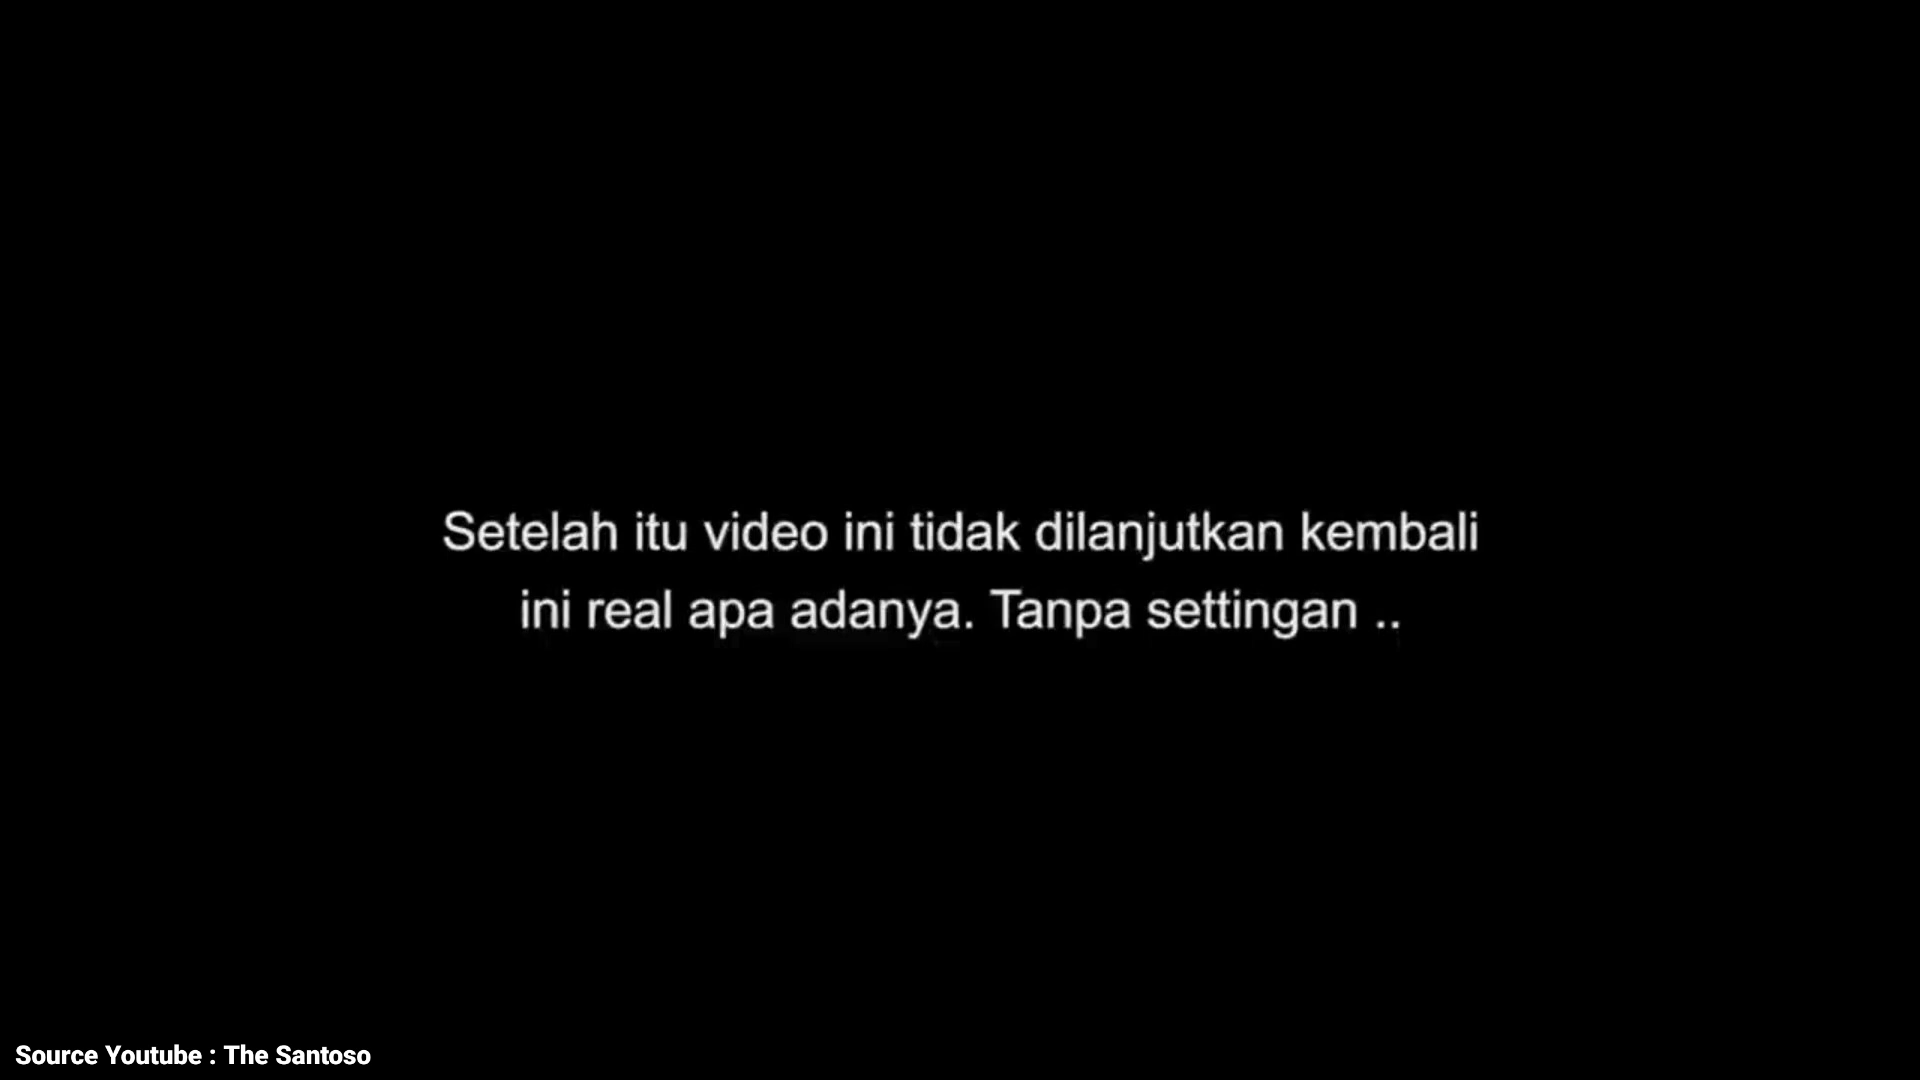 Setelah itu video ini tidak dilanjutkan kembali
ini real apa adanya. Tanpa settingan ..
Source Youtube : The Santoso